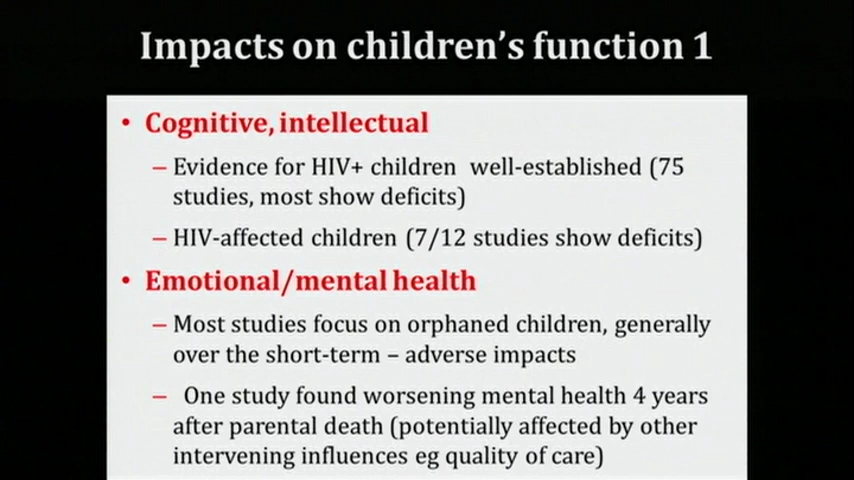 Impacts on children's function 1
• Cognitive, intellectual
– Evidence for HIV+ children well-established (75
studies, most show deficits)
– HIV-affected children (7/12 studies show deficits)
• Emotional/mental health
– Most studies focus on orphaned children, generally
over the short-term – adverse impacts
– One study found worsening mental health 4 years
after parental death (potentially affected by other
intervening influences eg quality of care)